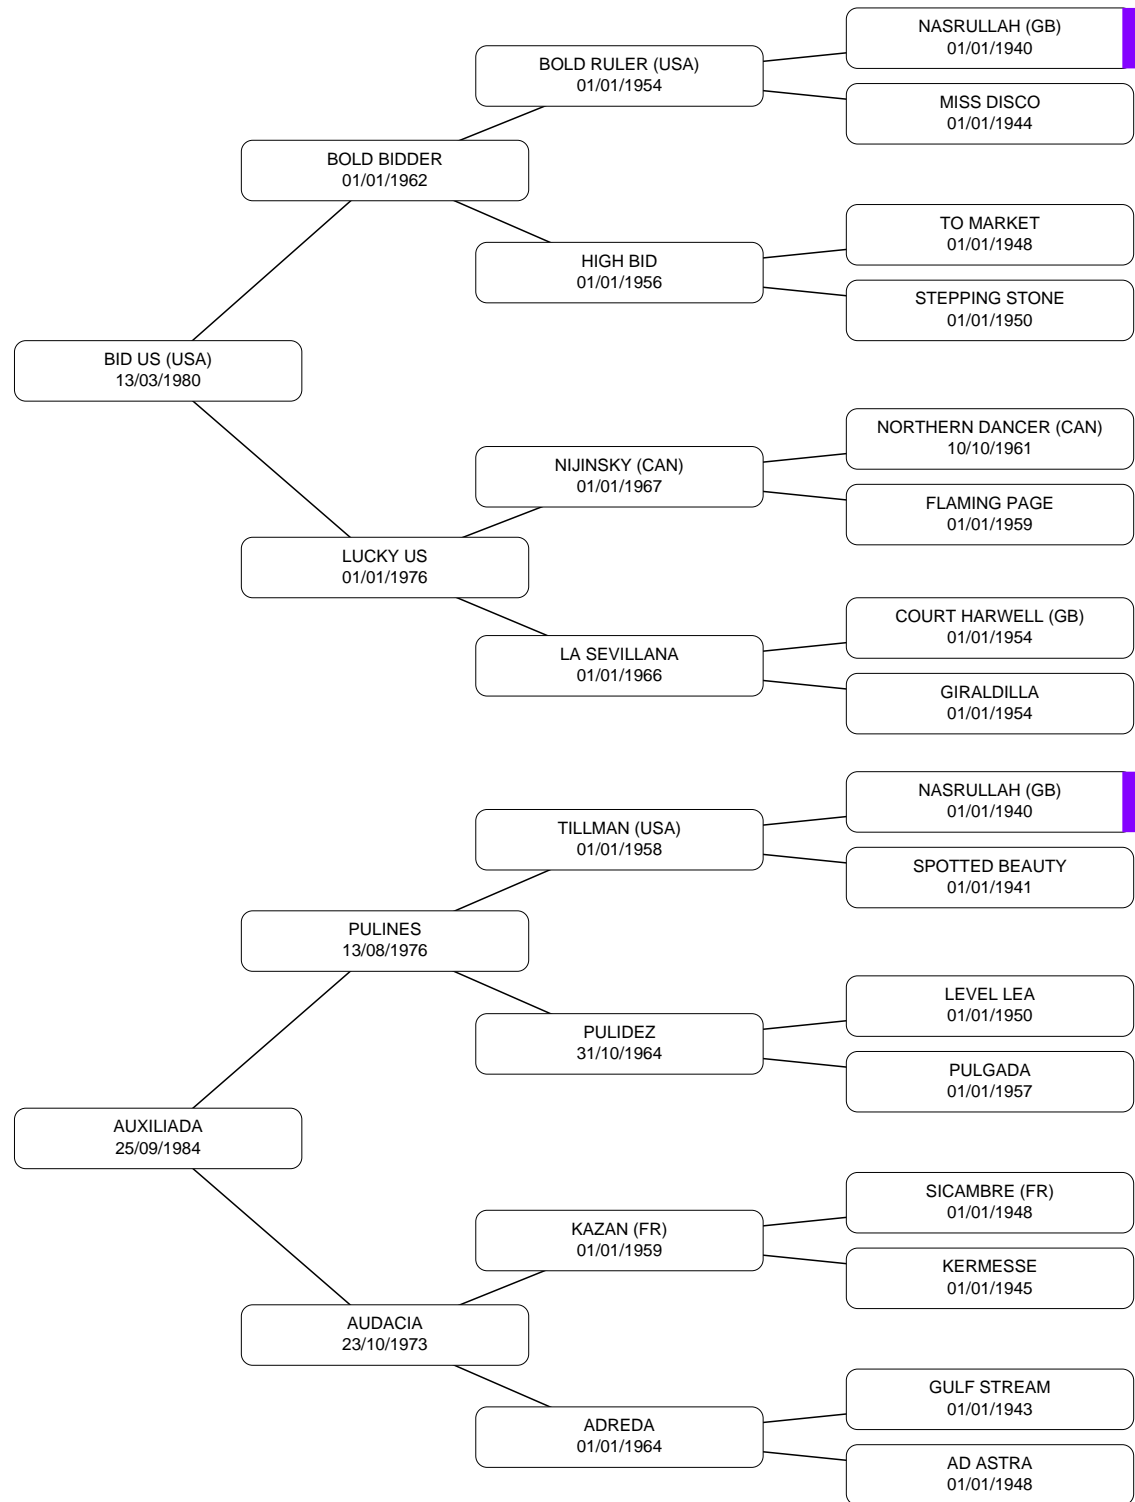 NASRULLAH (GB)
01/01/1940
BOLD RULER (USA)
01/01/1954
MISS DISCO
01/01/1944
BOLD BIDDER
01/01/1962
TO MARKET
01/01/1948
HIGH BID
01/01/1956
STEPPING STONE
01/01/1950
BID US (USA)
13/03/1980
NORTHERN DANCER (CAN)
10/10/1961
NIJINSKY (CAN)
01/01/1967
FLAMING PAGE
01/01/1959
LUCKY US
01/01/1976
COURT HARWELL (GB)
01/01/1954
LA SEVILLANA
01/01/1966
GIRALDILLA
01/01/1954
NASRULLAH (GB)
01/01/1940
TILLMAN (USA)
01/01/1958
SPOTTED BEAUTY
01/01/1941
PULINES
13/08/1976
LEVEL LEA
01/01/1950
PULIDEZ
31/10/1964
PULGADA
01/01/1957
AUXILIADA
25/09/1984
SICAMBRE (FR)
01/01/1948
KAZAN (FR)
01/01/1959
KERMESSE
01/01/1945
AUDACIA
23/10/1973
GULF STREAM
01/01/1943
ADREDA
01/01/1964
AD ASTRA
01/01/1948